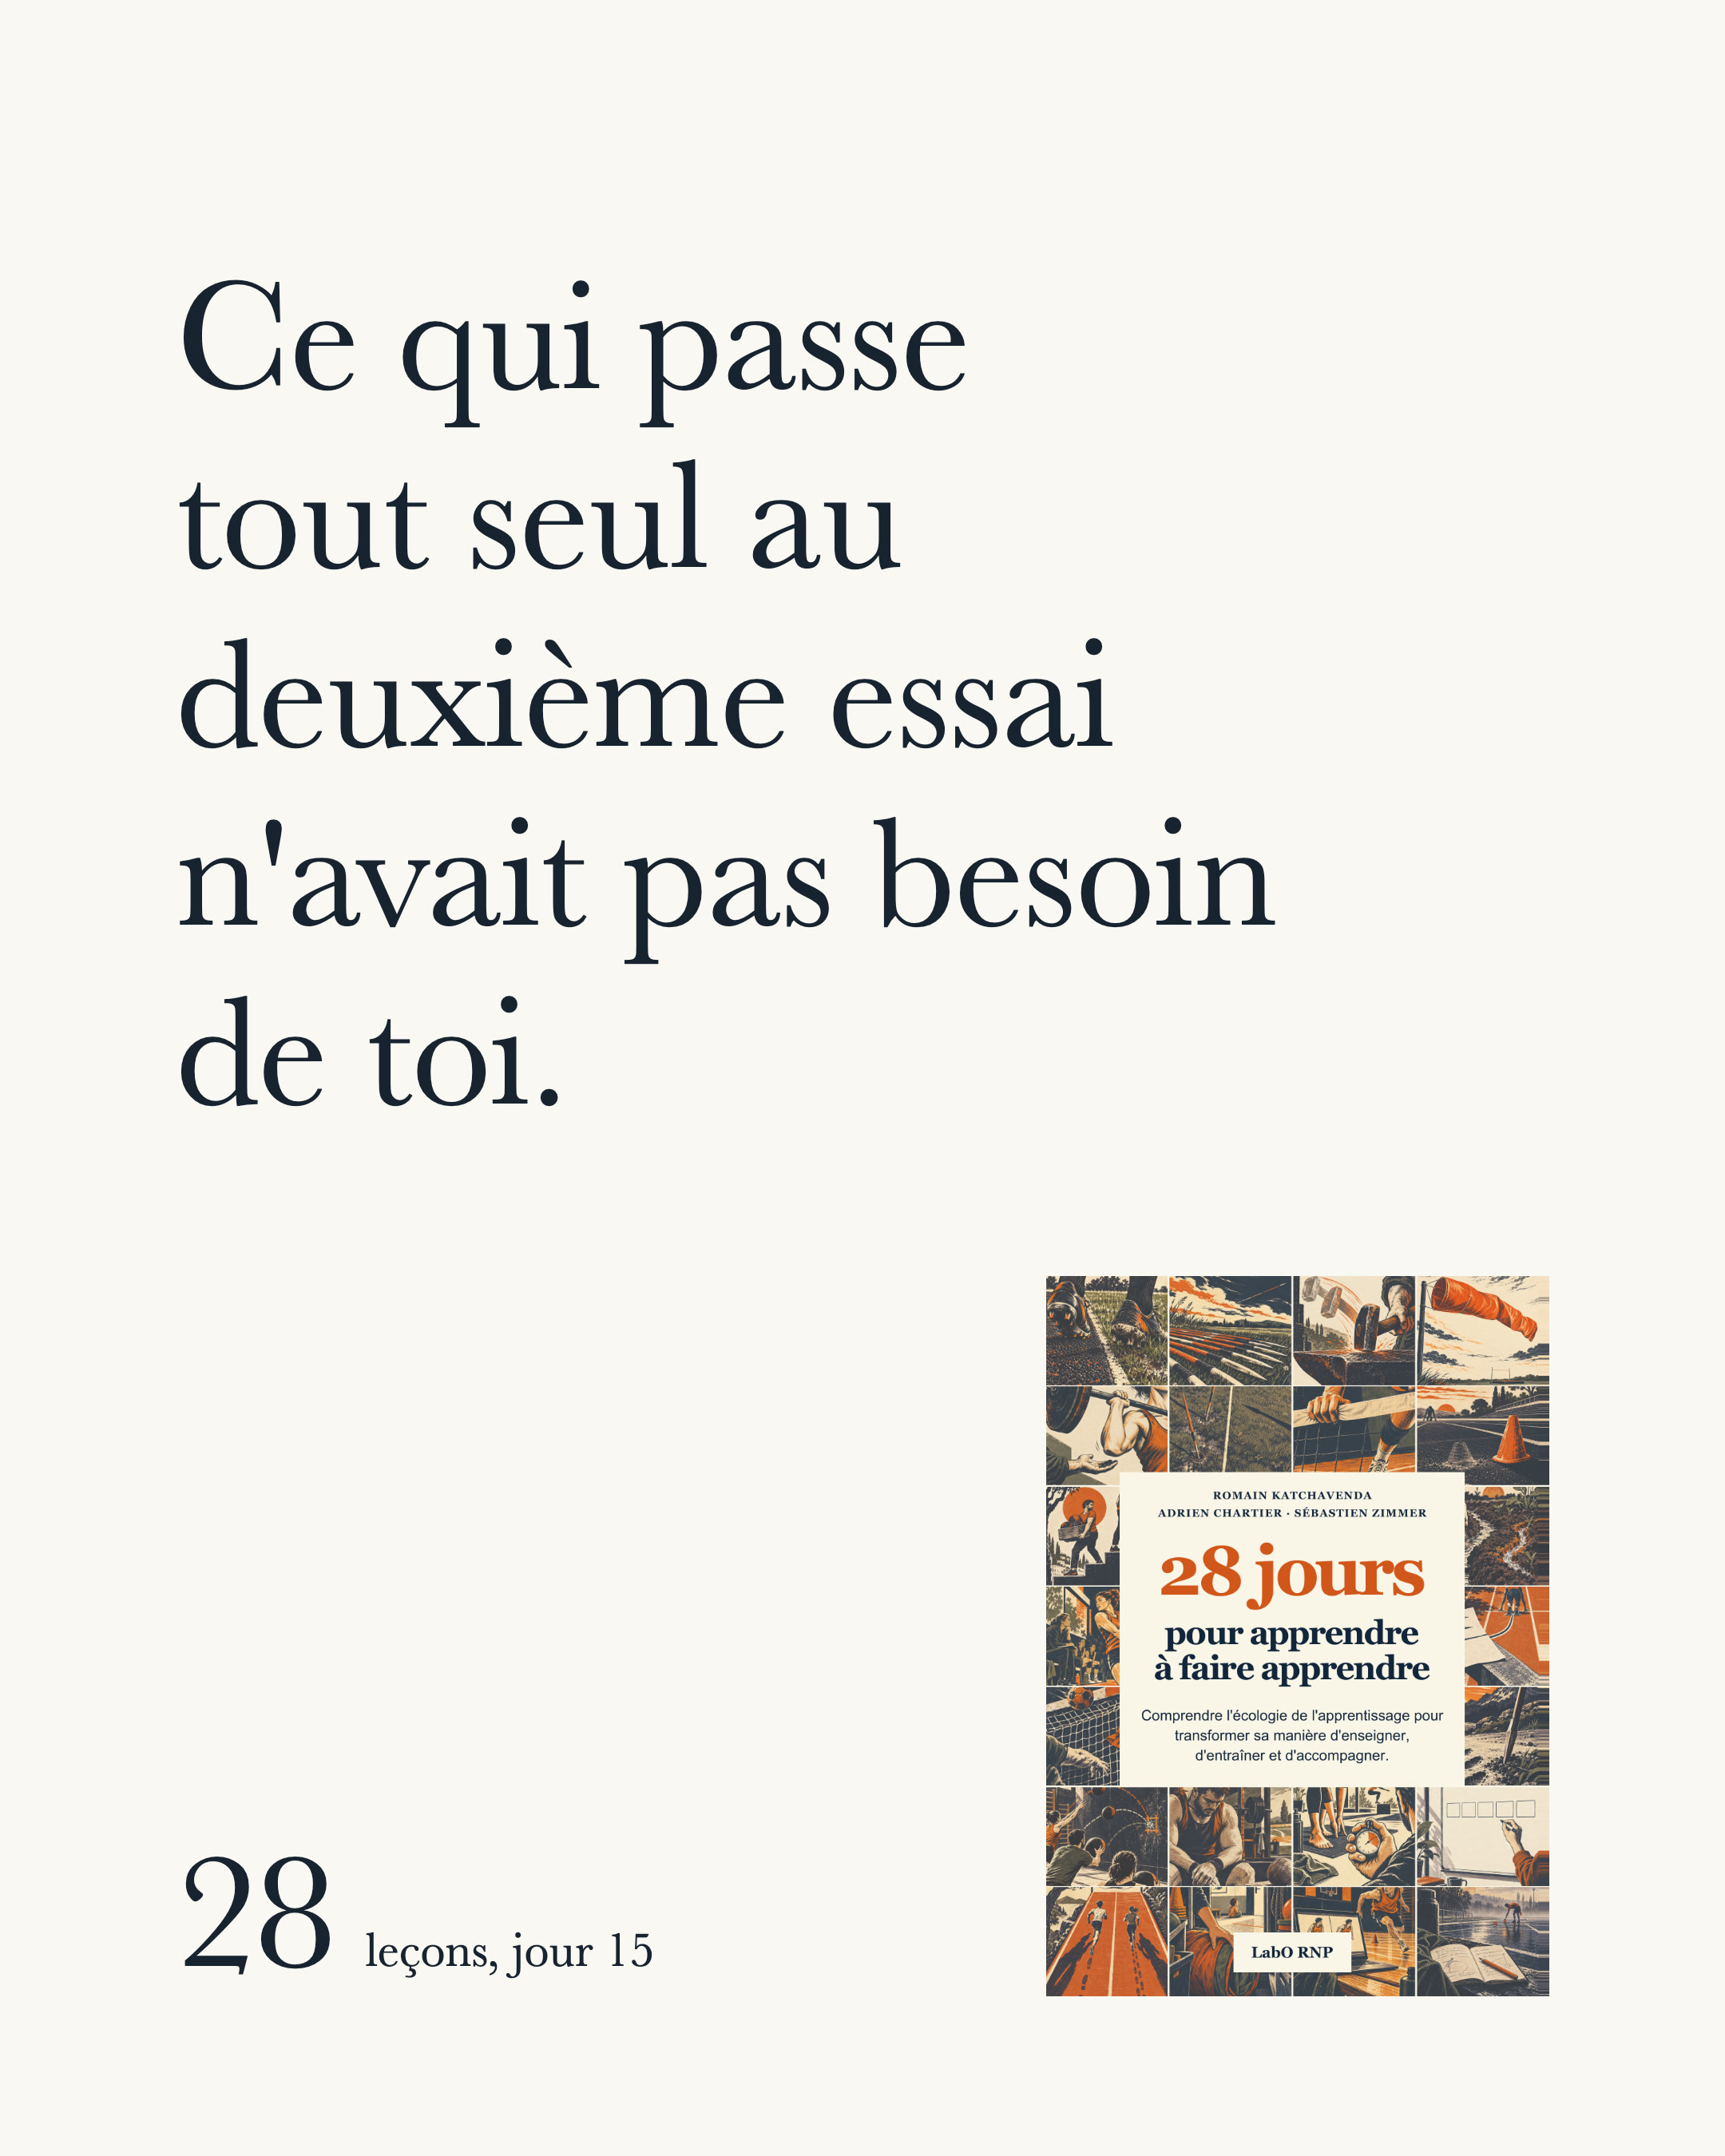 Ce qui passe
tout seul au
deuxième essai
n'avait pas besoin
de toi.
ROMAIN KATCHAVENDA
ADRIEN CHARTIER · SÉBASTIEN ZIMMER
28 jours
pour apprendre
à faire apprendre
Comprendre l'écologie de l'apprentissage pour
transformer sa manière d'enseigner,
d'entraîner et d'accompagner.
LabO RNP
28 leçons, jour 15